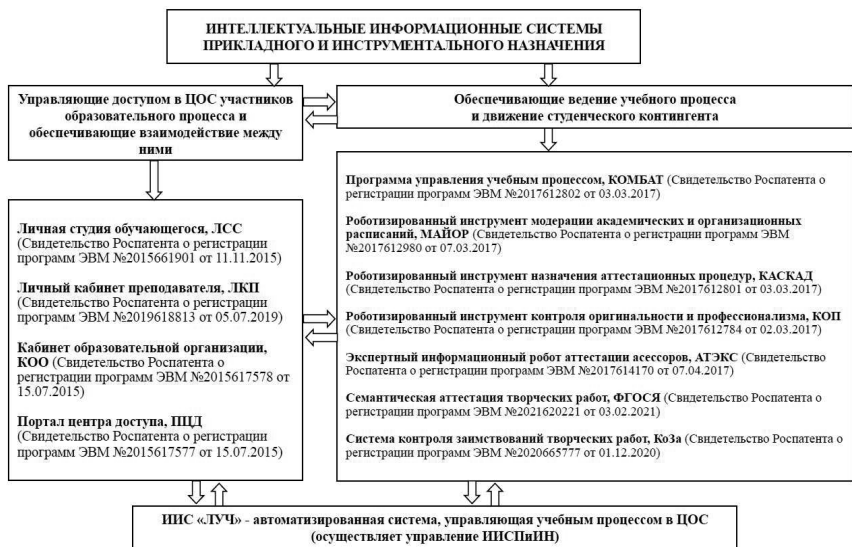 ИНТЕЛЛЕКТУАЛЬНЫЕ ИНФОРМАЦИОННЫЕ СИСТЕМЫ
ПРИКЛАДНОГО И ИНСТРУМЕНТАЛЬНОГО НАЗНАЧЕНИЯ
Управляющие доступом в ЦОС участников
образовательного процесса и
обеспечивающие взаимодействие между
ними
Обеспечивающие ведение учебного процесса
и движение студенческого контингента
Личная студия обучающегося, ЛСС
(Свидетельство Роспатента о регистрации
программ ЭВМ №2015661901 от 11.11.2015)
Личный кабинет преподавателя, ЛКП
(Свидетельство Роспатента о регистрации
программ ЭВМ №2019618813 от 05.07.2019)
Кабинет образовательной организации,
КОО (Свидетельство Роспатента о
регистрации программ ЭВМ №2015617578 от
15.07.2015)
Портал центра доступа, ПЦД
(Свидетельство Роспатента о регистрации
программ ЭВМ №2015617577 от 15.07.2015)
Программа управления учебным процессом, КОМБАТ (Свидетельство Роспатента о
регистрации программ ЭВМ №2017612802 от 03.03.2017)
Роботизированный инструмент модерации академических и организационных
расписаний, МАЙОР (Свидетельство Роспатента о регистрации программ ЭВМ
№2017612980 от 07.03.2017)
Роботизированный инструмент назначения аттестационных процедур, КАСКАД
(Свидетельство Роспатента о регистрации программ ЭВМ №2017612801 от 03.03.2017)
Роботизированный инструмент контроля оригинальности и профессионализма, КОП
(Свидетельство Роспатента о регистрации программ ЭВМ №2017612784 от 02.03.2017)
Экспертный информационный робот аттестации асессоров, АТЭКС (Свидетельство
Роспатента о регистрации программ ЭВМ №2017614170 от 07.04.2017)
Семантическая аттестация творческих работ, ФГОСЯ (Свидетельство Роспатента о
регистрации программ ЭВМ №2021620221 от 03.02.2021)
Система контроля заимствований творческих работ, КоЗа (Свидетельство Роспатента о
регистрации программ ЭВМ №2020665777 от 01.12.2020)
ИИС «ЛУЧ» - автоматизированная система, управляющая учебным процессом в ЦОС
(осуществляет управление ИИСПиИН)